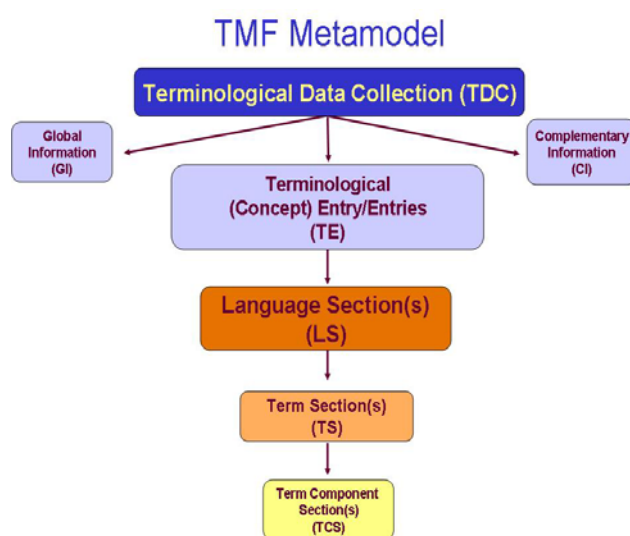 TMF Metamodel
Terminological Data Collection (TDC)
Global
Information
(GI)
Complementary
Information
(CI)
Terminological
(Concept) Entry/Entries
(TE)
Language Section(s)
(LS)
Term Section(s)
(TS)
Term Component
Section(s)
(TCS)